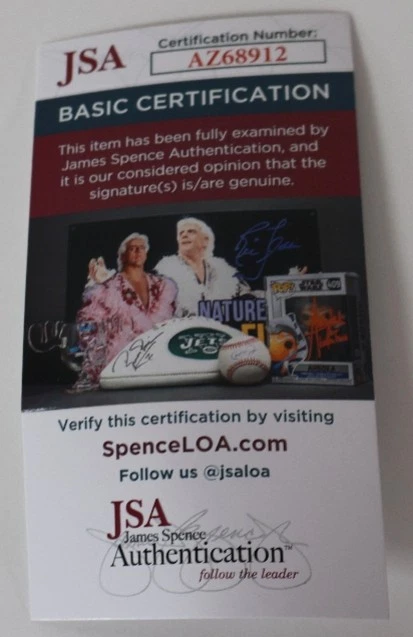 JSA
Certification Number:
AZ68912
BASIC CERTIFICATION
This item has been fully examined by
James Spence Authentication, and
it is our considered opinion that the
signature(s) is/are genuine.
NATURE
JETS
Verify this certification by visiting
SpenceLOA.com
Follow us @jsaloa
JSA
James Spence
Authentication™
follow the leader